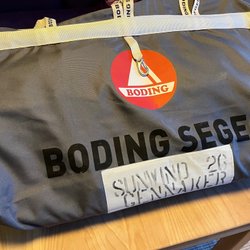 BODING
BODING SEGE
SUNWIND 26
GENNAKER